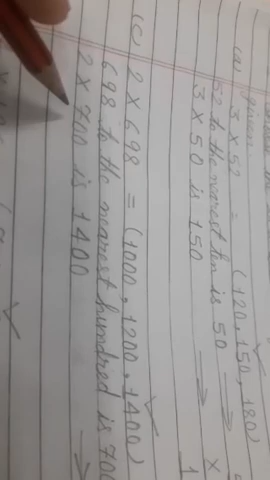 given
(a) 3 x 52 = (120, 150, 180)
52 to the nearest ten is 50
3 x 50 is 150
(c) 2 x 698 = (1000, 1200, 1400)
698 to the nearest hundred is 700
2 x 700 is 1400